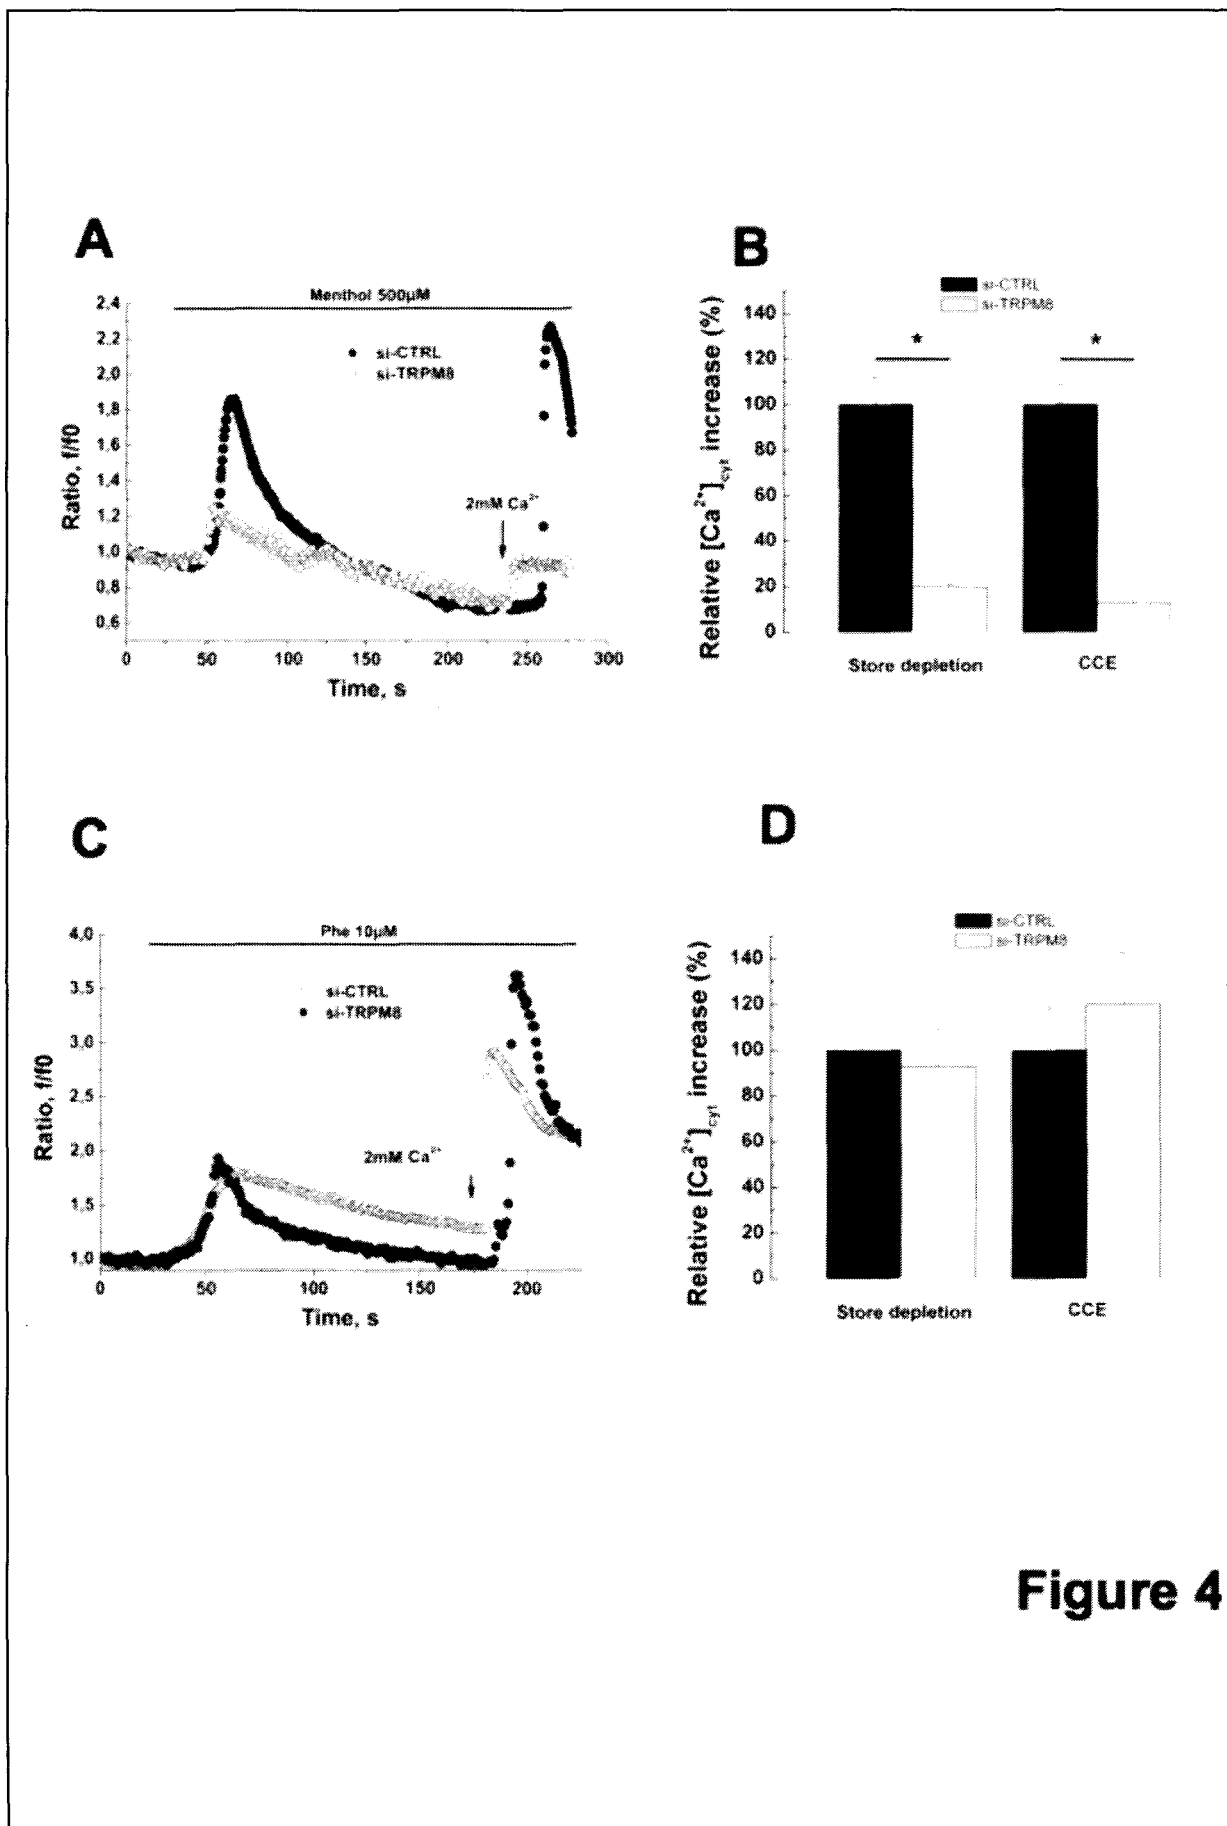 A
Menthol 500µM
2,4
2,2
2,0
1,8
1,6
1,4
1,2
1,0
0,8
0,6
Ratio, f/f0
si-CTRL
si-TRPM8
2mM Ca²⁺
0 50 100 150 200 250 300
Time, s
B
si-CTRL
si-TRPM8
140
120
100
80
60
40
20
0
Relative [Ca²⁺]cyt increase (%)
* *
Store depletion CCE
C
Phe 10µM
4,0
3,5
3,0
2,5
2,0
1,5
1,0
Ratio, f/f0
si-CTRL
si-TRPM8
2mM Ca²⁺
0 50 100 150 200
Time, s
D
si-CTRL
si-TRPM8
140
120
100
80
60
40
20
0
Relative [Ca²⁺]cyt increase (%)
Store depletion CCE
Figure 4